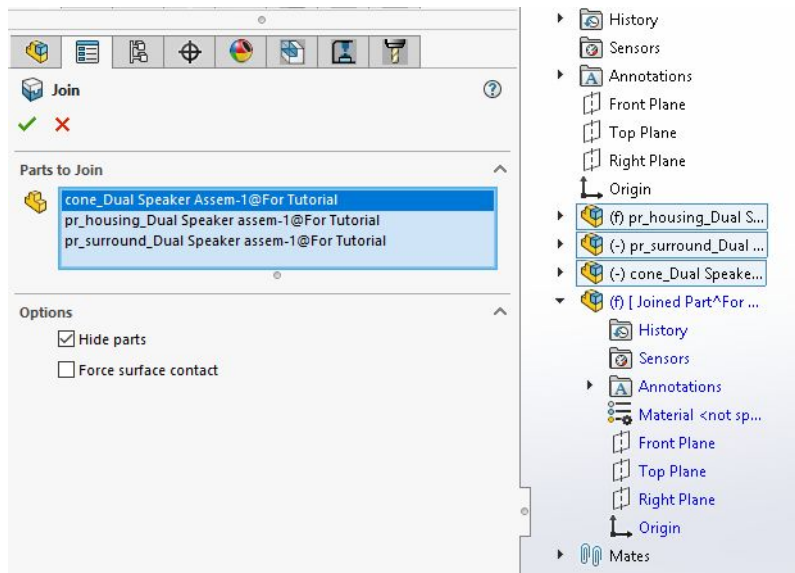 Join
Parts to Join
cone_Dual Speaker Assem-1@For Tutorial
pr_housing_Dual Speaker assem-1@For Tutorial
pr_surround_Dual Speaker assem-1@For Tutorial
Options
Hide parts
Force surface contact
History
Sensors
A Annotations
Front Plane
Top Plane
Right Plane
Origin
(f) pr_housing_Dual S...
(-) pr_surround_Dual ...
(-) cone_Dual Speake...
(f) [ Joined Part^For ...
History
Sensors
A Annotations
Material <not sp...
Front Plane
Top Plane
Right Plane
Origin
Mates